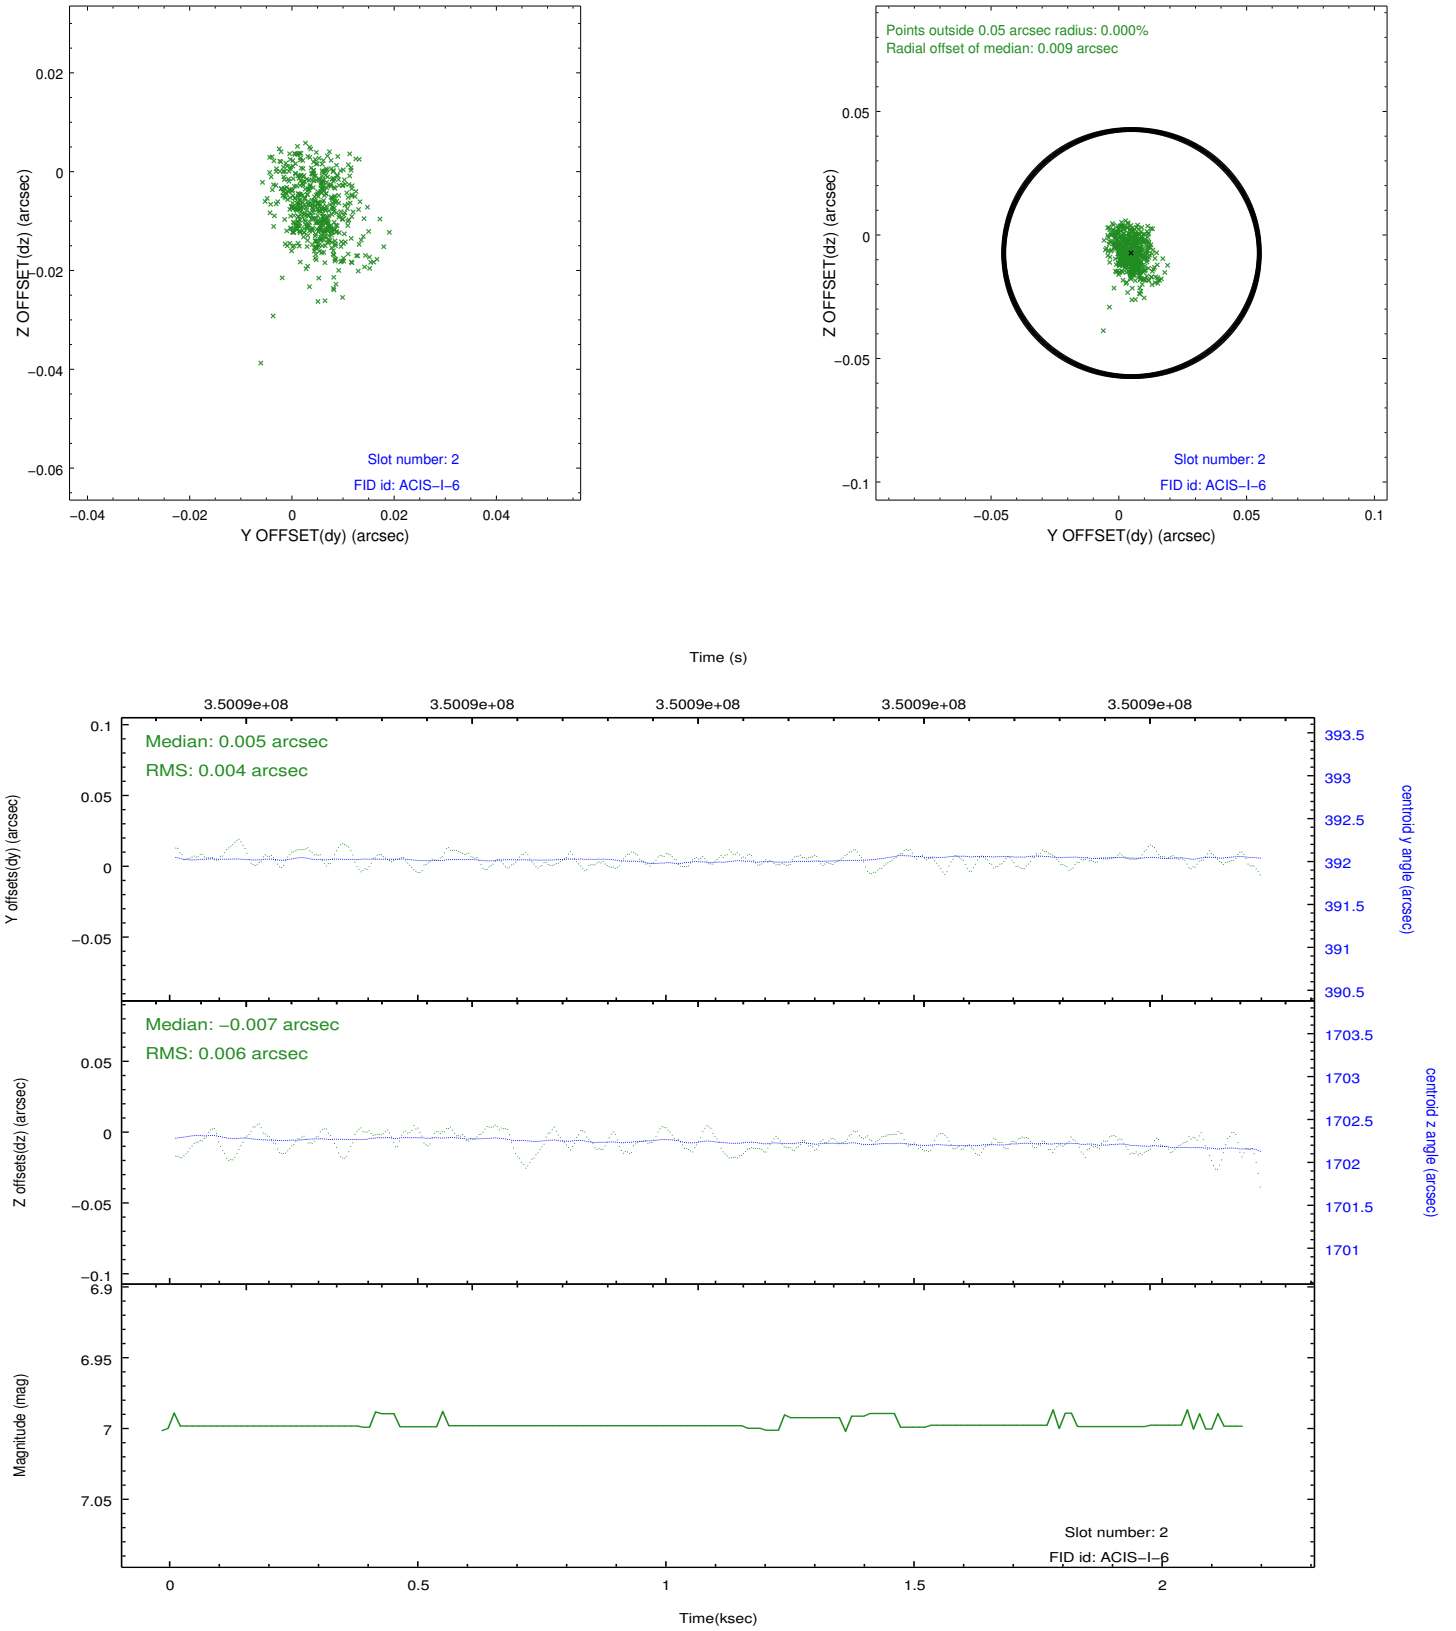 0.02
0
−0.02
−0.04
−0.06
Z OFFSET(dz) (arcsec)
Slot number: 2
FID id: ACIS−I−6
−0.04
−0.02
0
0.02
0.04
Y OFFSET(dy) (arcsec)
Points outside 0.05 arcsec radius: 0.000%
Radial offset of median: 0.009 arcsec
0.05
0
−0.05
−0.1
Z OFFSET(dz) (arcsec)
Slot number: 2
FID id: ACIS−I−6
−0.05
0
0.05
0.1
Y OFFSET(dy) (arcsec)
Time (s)
3.5009e+08
3.5009e+08
3.5009e+08
3.5009e+08
3.5009e+08
Median: 0.005 arcsec
RMS: 0.004 arcsec
0.1
0.05
0
−0.05
Y offsets(dy) (arcsec)
393.5
393
392.5
392
391.5
391
390.5
centroid y angle (arcsec)
Median: −0.007 arcsec
RMS: 0.006 arcsec
0.05
0
−0.05
−0.1
Z offsets(dz) (arcsec)
1703.5
1703
1702.5
1702
1701.5
1701
centroid z angle (arcsec)
6.9
6.95
7
7.05
Magnitude (mag)
Slot number: 2
FID id: ACIS−I−6
0
0.5
1
1.5
2
Time(ksec)